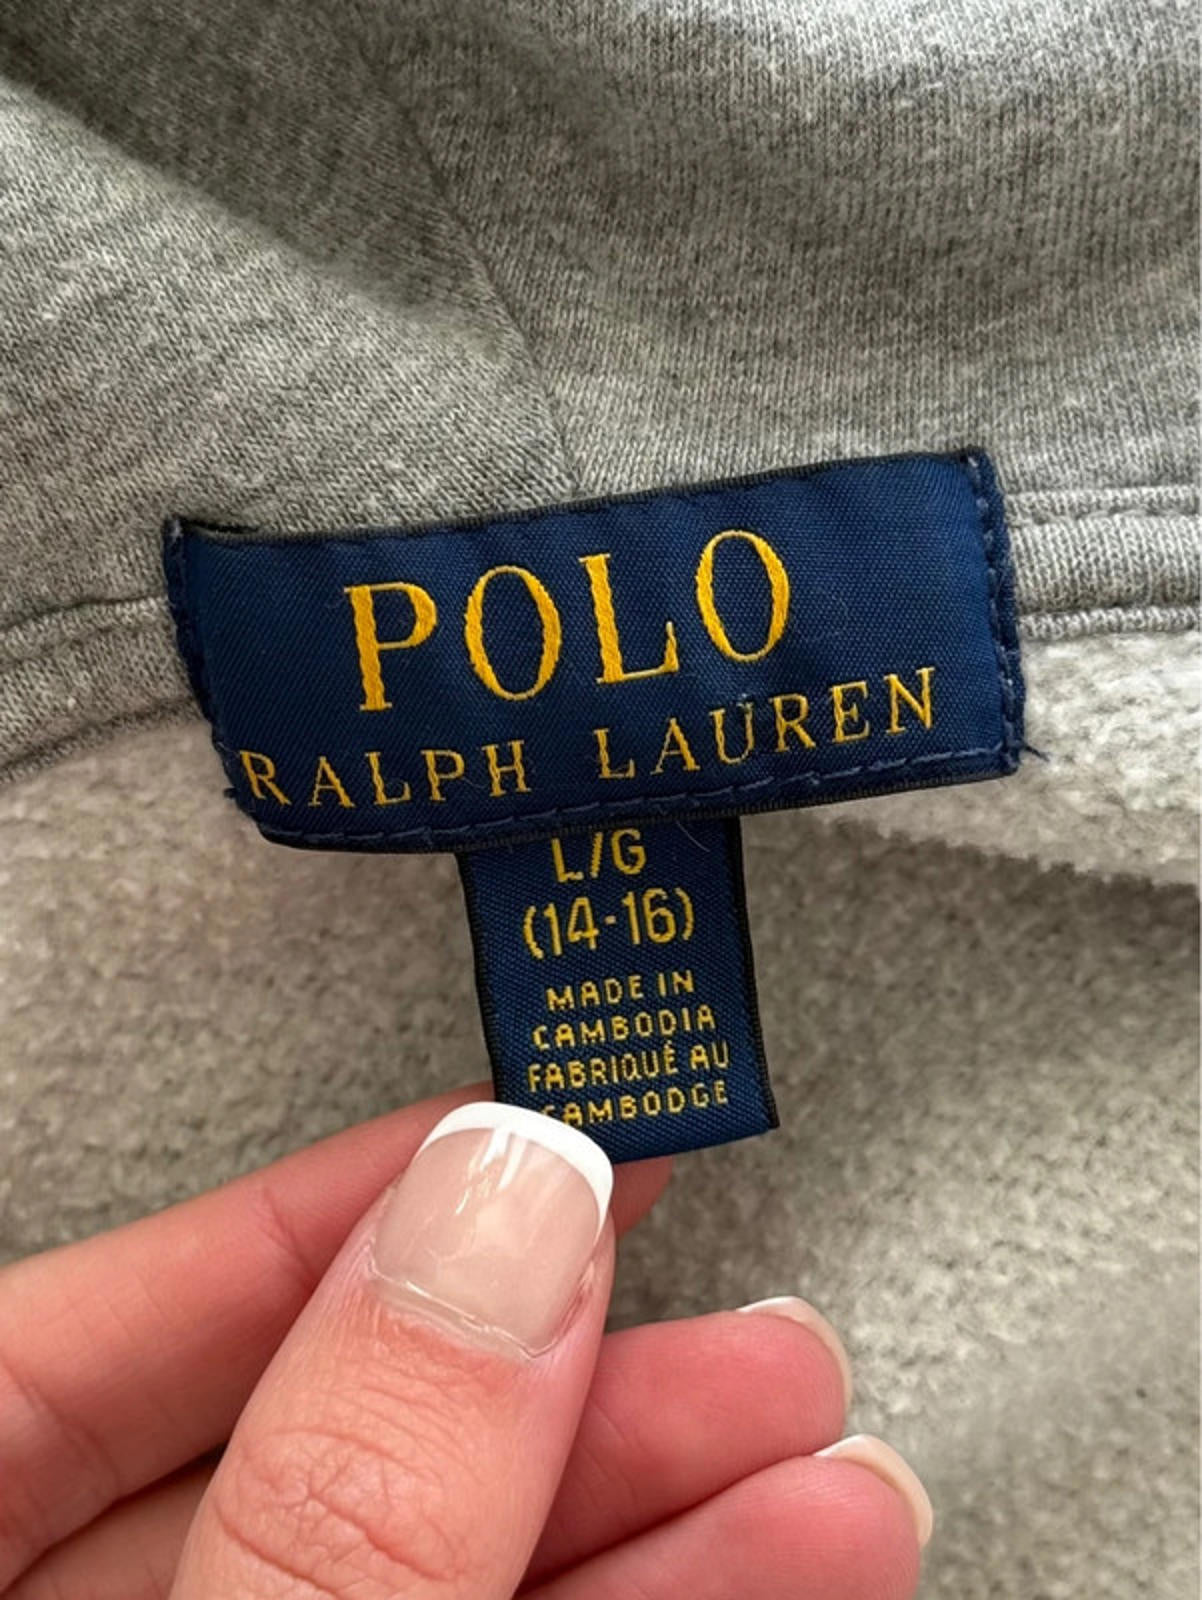 POLO
RALPH LAUREN
L/G
(14-16)
MADE IN
CAMBODIA
FABRIQUÉ AU
CAMBODGE